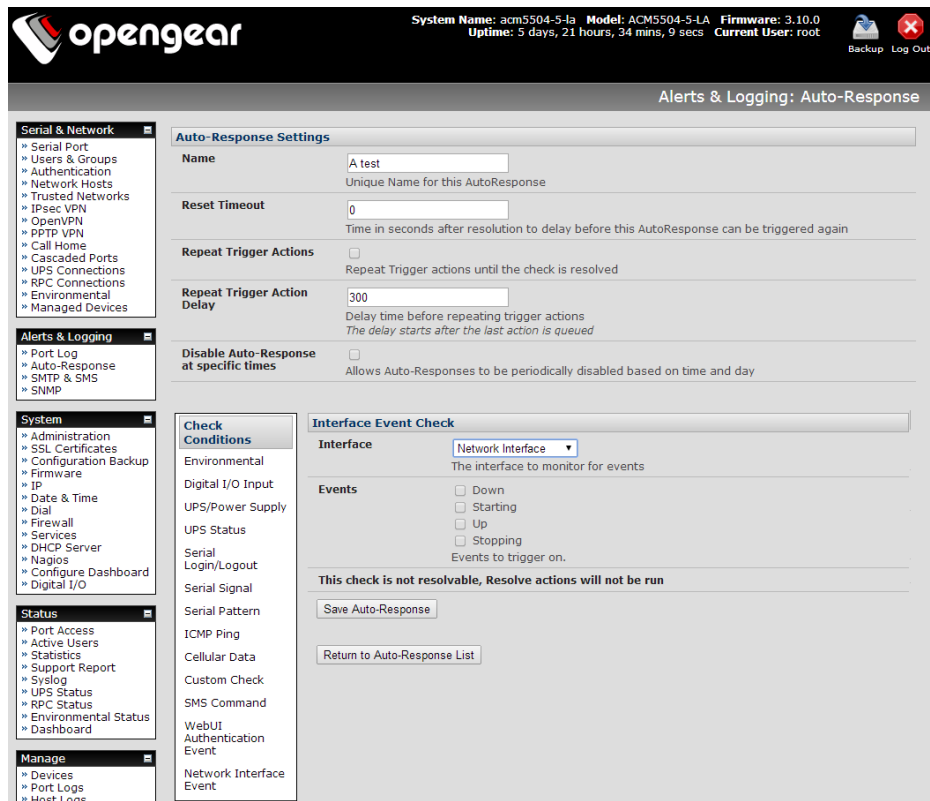 opengear
System Name: acm5504-5-la Model: ACM5504-5-LA Firmware: 3.10.0
Uptime: 5 days, 21 hours, 34 mins, 9 secs Current User: root
Backup Log Out
Alerts & Logging: Auto-Response
Serial & Network
» Serial Port
» Users & Groups
» Authentication
» Network Hosts
» Trusted Networks
» IPsec VPN
» OpenVPN
» PPTP VPN
» Call Home
» Cascaded Ports
» UPS Connections
» RPC Connections
» Environmental
» Managed Devices
Alerts & Logging
» Port Log
» Auto-Response
» SMTP & SMS
» SNMP
System
» Administration
» SSL Certificates
» Configuration Backup
» Firmware
» IP
» Date & Time
» Dial
» Firewall
» Services
» DHCP Server
» Nagios
» Configure Dashboard
» Digital I/O
Status
» Port Access
» Active Users
» Statistics
» Support Report
» Syslog
» UPS Status
» RPC Status
» Environmental Status
» Dashboard
Manage
» Devices
» Port Logs
» Host Logs
Auto-Response Settings
Name
A test
Unique Name for this AutoResponse
Reset Timeout
0
Time in seconds after resolution to delay before this AutoResponse can be triggered again
Repeat Trigger Actions
Repeat Trigger actions until the check is resolved
Repeat Trigger Action
Delay
300
Delay time before repeating trigger actions
The delay starts after the last action is queued
Disable Auto-Response
at specific times
Allows Auto-Responses to be periodically disabled based on time and day
Check
Conditions
Environmental
Digital I/O Input
UPS/Power Supply
UPS Status
Serial
Login/Logout
Serial Signal
Serial Pattern
ICMP Ping
Cellular Data
Custom Check
SMS Command
WebUI
Authentication
Event
Network Interface
Event
Interface Event Check
Interface
Network Interface
The interface to monitor for events
Events
Down
Starting
Up
Stopping
Events to trigger on.
This check is not resolvable, Resolve actions will not be run
Save Auto-Response
Return to Auto-Response List